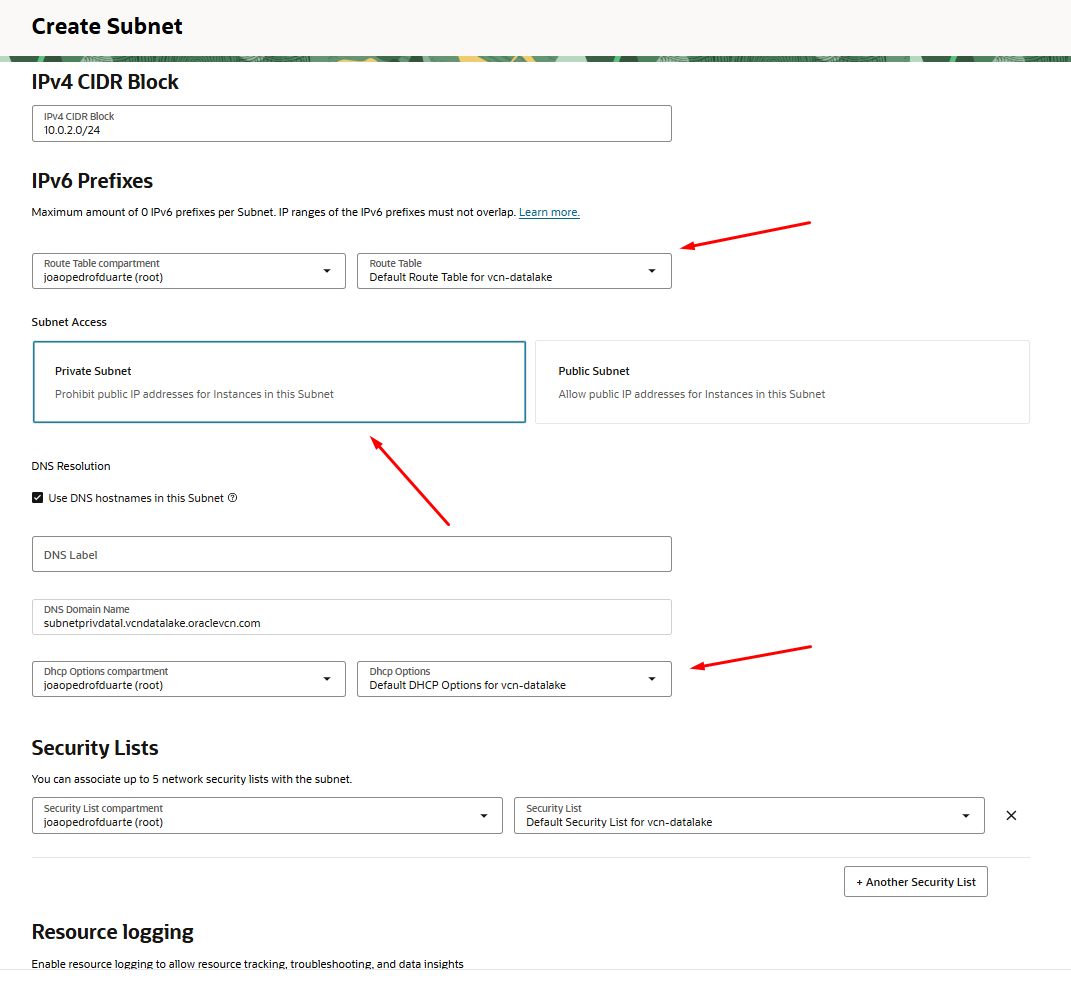 Create Subnet
IPv4 CIDR Block
IPv4 CIDR Block
10.0.2.0/24
IPv6 Prefixes
Maximum amount of 0 IPv6 prefixes per Subnet. IP ranges of the IPv6 prefixes must not overlap. Learn more.
Route Table compartment
joaopedrofduarte (root)
Route Table
Default Route Table for vcn-datalake
Subnet Access
Private Subnet
Prohibit public IP addresses for Instances in this Subnet
Public Subnet
Allow public IP addresses for Instances in this Subnet
DNS Resolution
Use DNS hostnames in this Subnet
DNS Label
DNS Domain Name
subnetprivdatal.vcndatalake.oraclevcn.com
Dhcp Options compartment
joaopedrofduarte (root)
Dhcp Options
Default DHCP Options for vcn-datalake
Security Lists
You can associate up to 5 network security lists with the subnet.
Security List compartment
joaopedrofduarte (root)
Security List
Default Security List for vcn-datalake
+ Another Security List
Resource logging
Enable resource logging to allow resource tracking, troubleshooting, and data insights